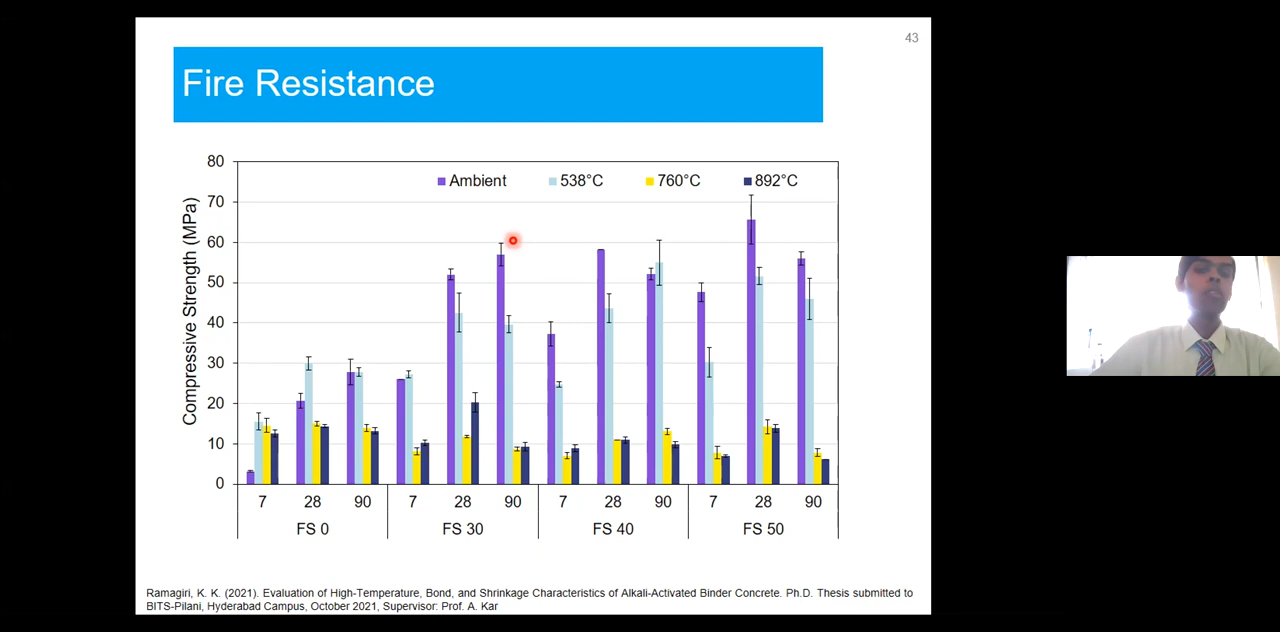 43
Fire Resistance
Compressive Strength (MPa)
80
70
60
50
40
30
20
10
0
Ambient 538°C 760°C 892°C
7 28 90 7 28 90 7 28 90 7 28 90
FS 0 FS 30 FS 40 FS 50
Ramagiri, K. K. (2021). Evaluation of High-Temperature, Bond, and Shrinkage Characteristics of Alkali-Activated Binder Concrete. Ph.D. Thesis submitted to
BITS-Pilani, Hyderabad Campus, October 2021, Supervisor: Prof. A. Kar